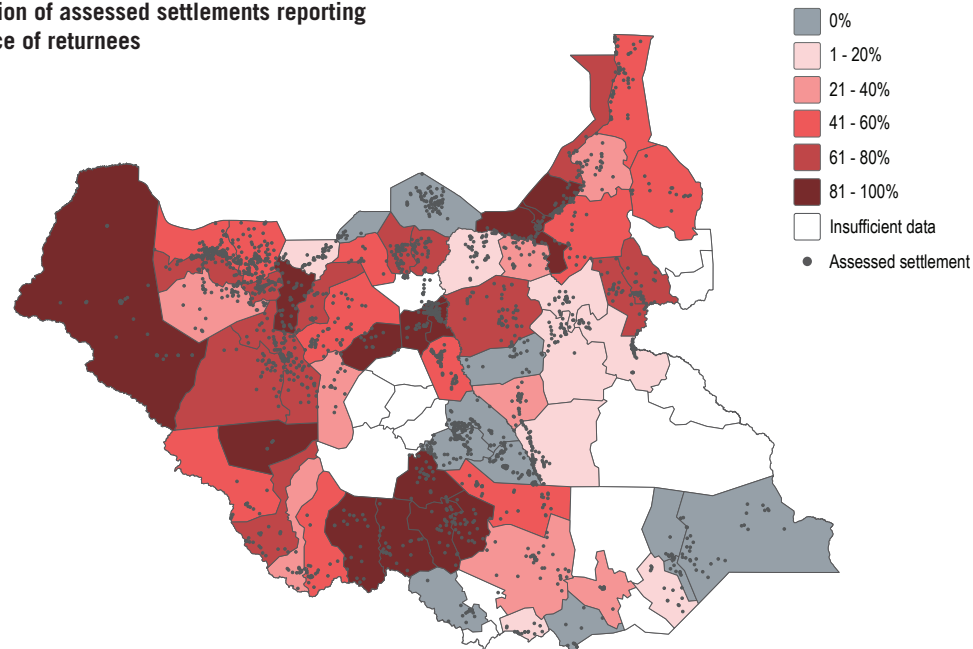 ion of assessed settlements reporting
ce of returnees
0%
1 - 20%
21 - 40%
41 - 60%
61 - 80%
81 - 100%
Insufficient data
Assessed settlement